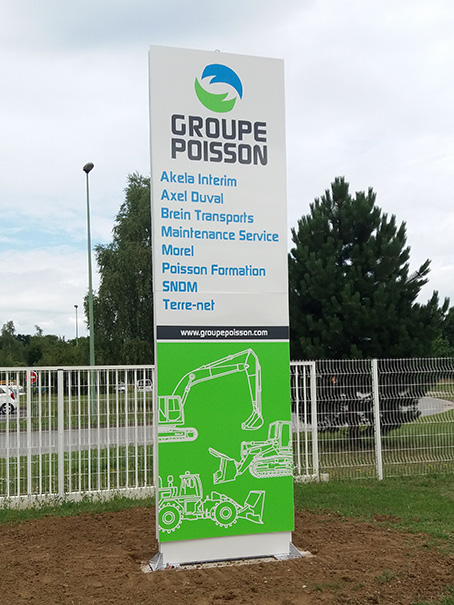 GROUPE
POISSON
Akela Interim
Axel Duval
Brein Transports
Maintenance Service
Morel
Poisson Formation
SNDM
Terre-net
www.groupepoisson.com